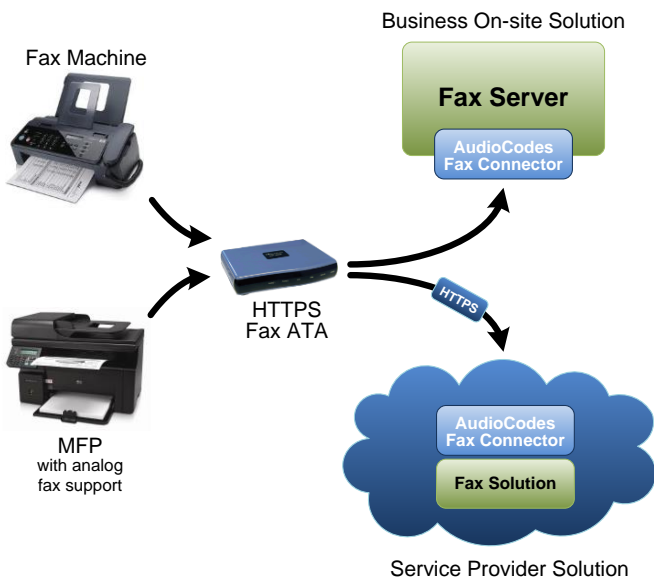 Business On-site Solution
Fax Machine
Fax Server
AudioCodes
Fax Connector
HTTPS
Fax ATA
HTTPS
MFP
with analog
fax support
AudioCodes
Fax Connector
Fax Solution
Service Provider Solution